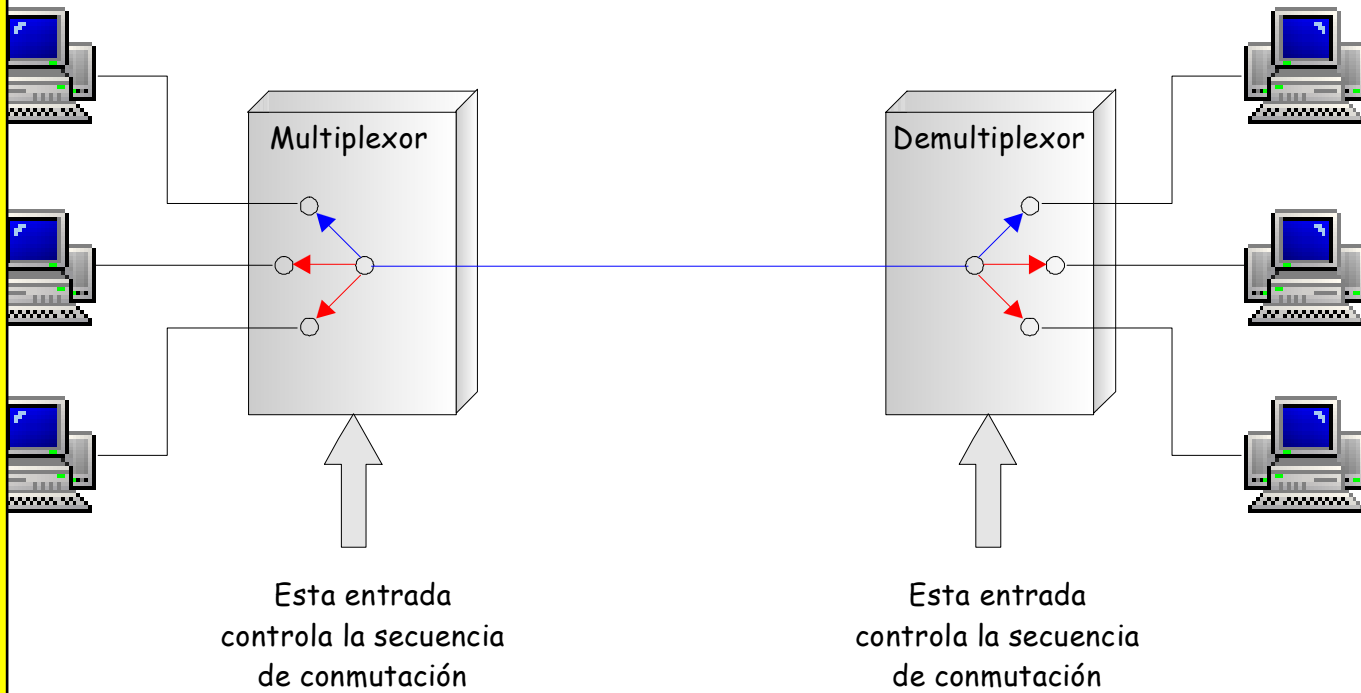 Multiplexor
Demultiplexor
Esta entrada
controla la secuencia
de conmutación
Esta entrada
controla la secuencia
de conmutación